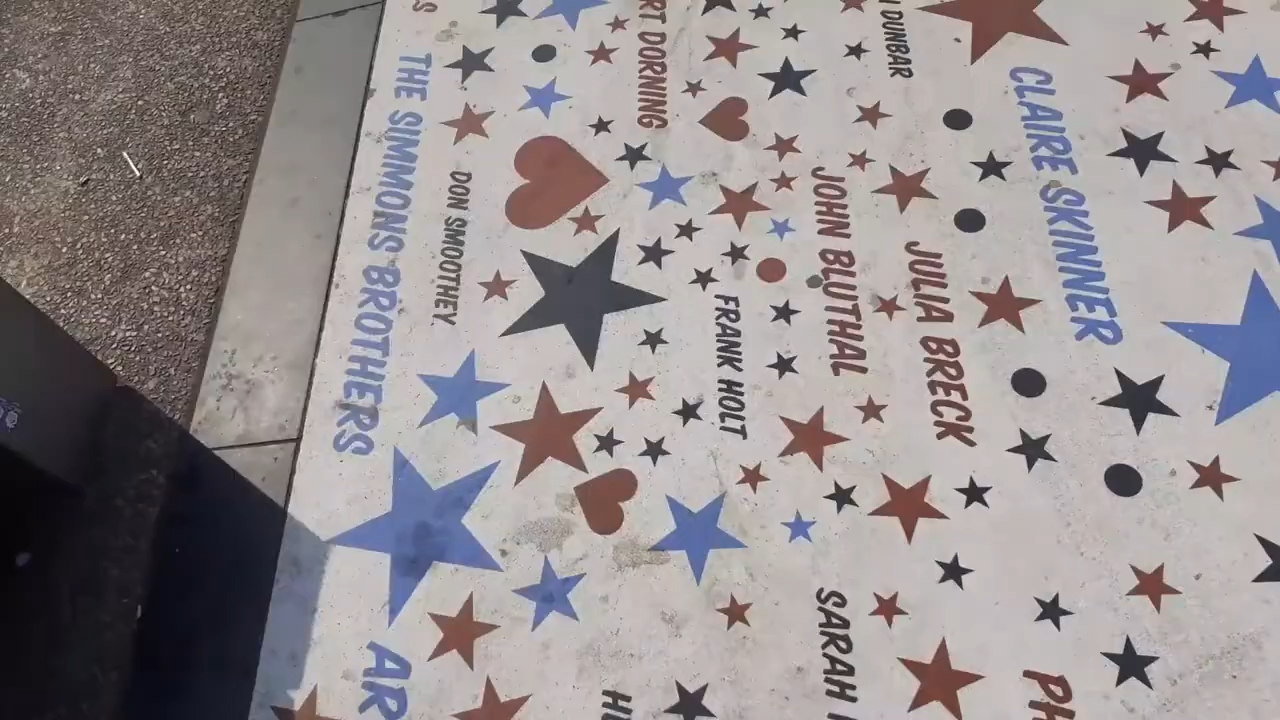 THE SIMMONS BROTHERS
DON SMOOTHEY
DORNING
FRANK HOLT
JOHN BLUTHAL
DUNBAR
JULIA BRECK
CLAIRE SKINNER
SARAH